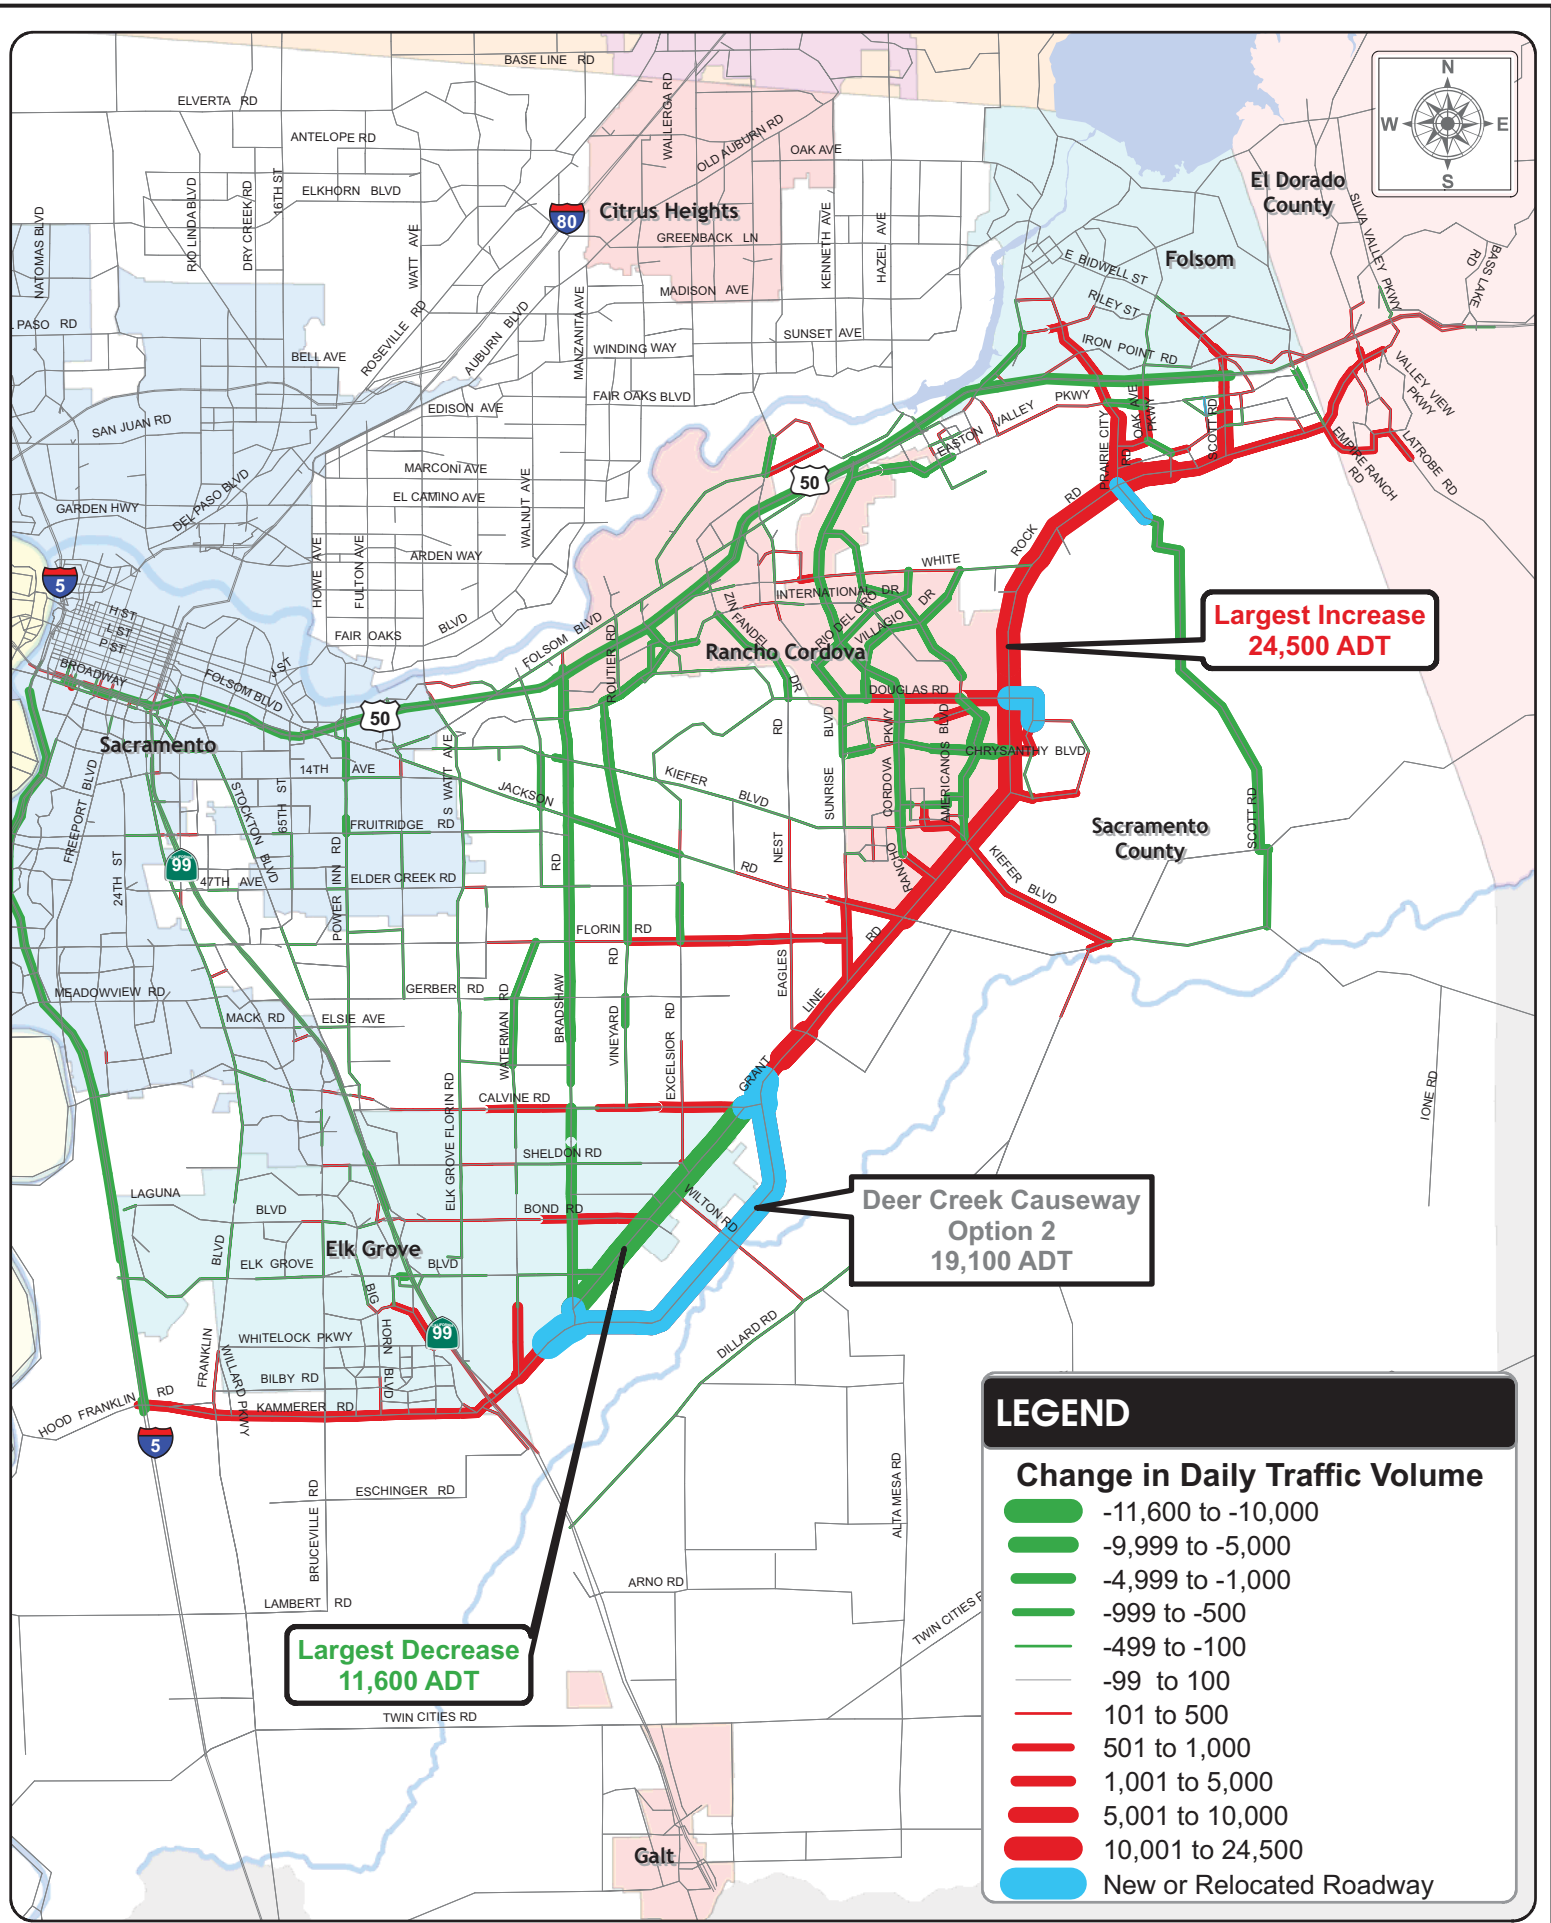 BASE LINE RD
ELVERTA RD
ANTELOPE RD
WALLERGA RD
OLD AUBURN RD
OAK AVE
N
W
E
S
El Dorado
County
NATOMAS BLVD
RIO LINDA BLVD
DRY CREEK RD
16TH ST
ELKHORN BLVD
WATT AVE
80
Citrus Heights
GREENBACK LN
KENNETH AVE
HAZEL AVE
E BIDWELL ST
Folsom
SILVA VALLEY PKWY
BASS LAKE RD
RILEY ST
MADISON AVE
PASO RD
ROSEVILLE RD
AUBURN BLVD
MANZANITA AVE
SUNSET AVE
WINDING WAY
BELL AVE
IRON POINT RD
VALLEY VIEW PKWY
FAIR OAKS BLVD
EDISON AVE
SAN JUAN RD
EASTON VALLEY PKWY
PRAIRIE CITY RD
OAK AVE PKWY
SCOTT RD
EMPIRE RANCH RD
LATROBE RD
MARCONI AVE
EL CAMINO AVE
WALNUT AVE
DEL PASO BLVD
GARDEN HWY
50
ARDEN WAY
HOWE AVE
FULTON AVE
5
WHITE ROCK RD
INTERNATIONAL DR
ZINFANDEL DR
RIO DEL ORO
VILLAGIO DR
H ST
L ST
P ST
J ST
BROADWAY
FOLSOM BLVD
FAIR OAKS BLVD
FOLSOM BLVD
ROUTIER RD
Rancho Cordova
DOUGLAS RD
Largest Increase
24,500 ADT
50
Sacramento
14TH AVE
S WATT AVE
KIEFER BLVD
JACKSON RD
SUNRISE BLVD
RANCHO CORDOVA PKWY
AMERICANOS BLVD
CHRYSANTHY BLVD
SCOTT RD
FREEPORT BLVD
STOCKTON BLVD
65TH ST
FRUITRIDGE RD
Sacramento
County
99
24TH ST
47TH AVE
POWER INN RD
ELDER CREEK RD
KIEFER BLVD
FLORIN RD
EAGLES NEST RD
GRANT LINE RD
MEADOWVIEW RD
MACK RD
ELSIE AVE
GERBER RD
WATERMAN RD
BRADSHAW RD
VINEYARD RD
EXCELSIOR RD
IONE RD
CALVINE RD
ELK GROVE FLORIN RD
SHELDON RD
LAGUNA BLVD
BOND RD
WILTON RD
Deer Creek Causeway
Option 2
19,100 ADT
Elk Grove
ELK GROVE BLVD
BIG HORN BLVD
DILLARD RD
99
WHITELOCK PKWY
FRANKLIN BLVD
WILLARD PKWY
BILBY RD
HOOD FRANKLIN RD
KAMMERER RD
5
ESCHINGER RD
BRUCEVILLE RD
ALTA MESA RD
ARNO RD
LAMBERT RD
TWIN CITIES
Largest Decrease
11,600 ADT
TWIN CITIES RD
Galt
LEGEND
Change in Daily Traffic Volume
-11,600 to -10,000
-9,999 to -5,000
-4,999 to -1,000
-999 to -500
-499 to -100
-99 to 100
101 to 500
501 to 1,000
1,001 to 5,000
5,001 to 10,000
10,001 to 24,500
New or Relocated Roadway